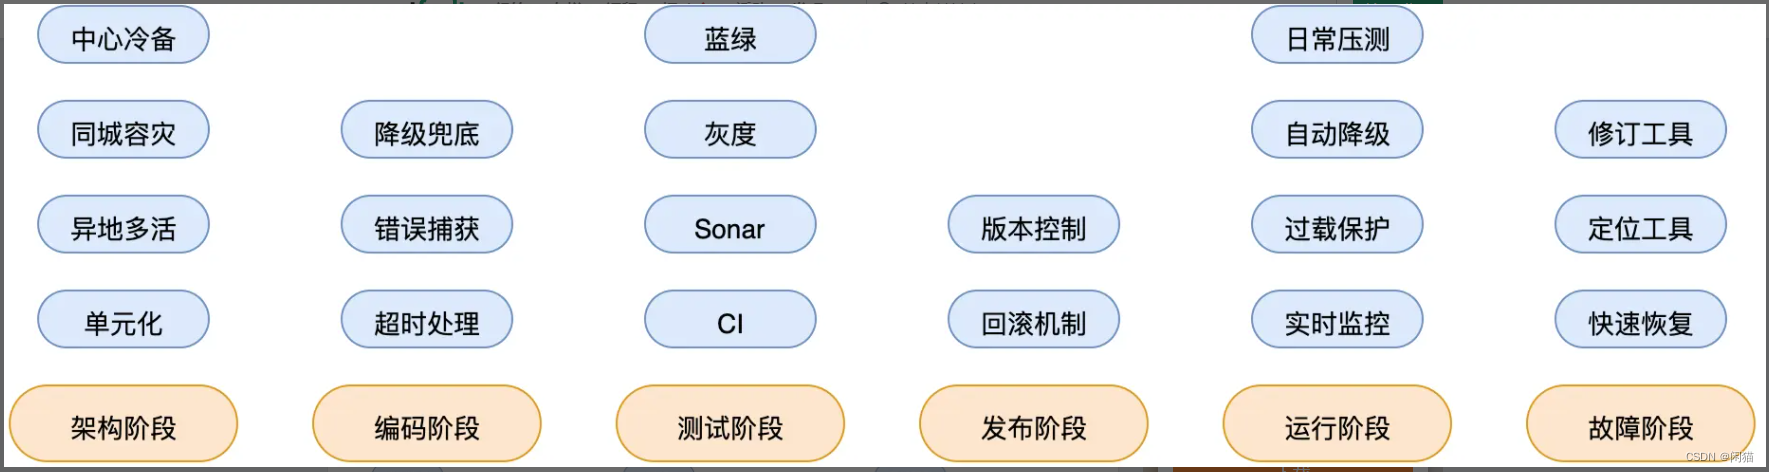 中心冷备
蓝绿
日常压测
同城容灾
降级兜底
灰度
自动降级
修订工具
异地多活
错误捕获
Sonar
版本控制
过载保护
定位工具
单元化
超时处理
CI
回滚机制
实时监控
快速恢复
架构阶段
编码阶段
测试阶段
发布阶段
运行阶段
故障阶段
CSDN @闲猫